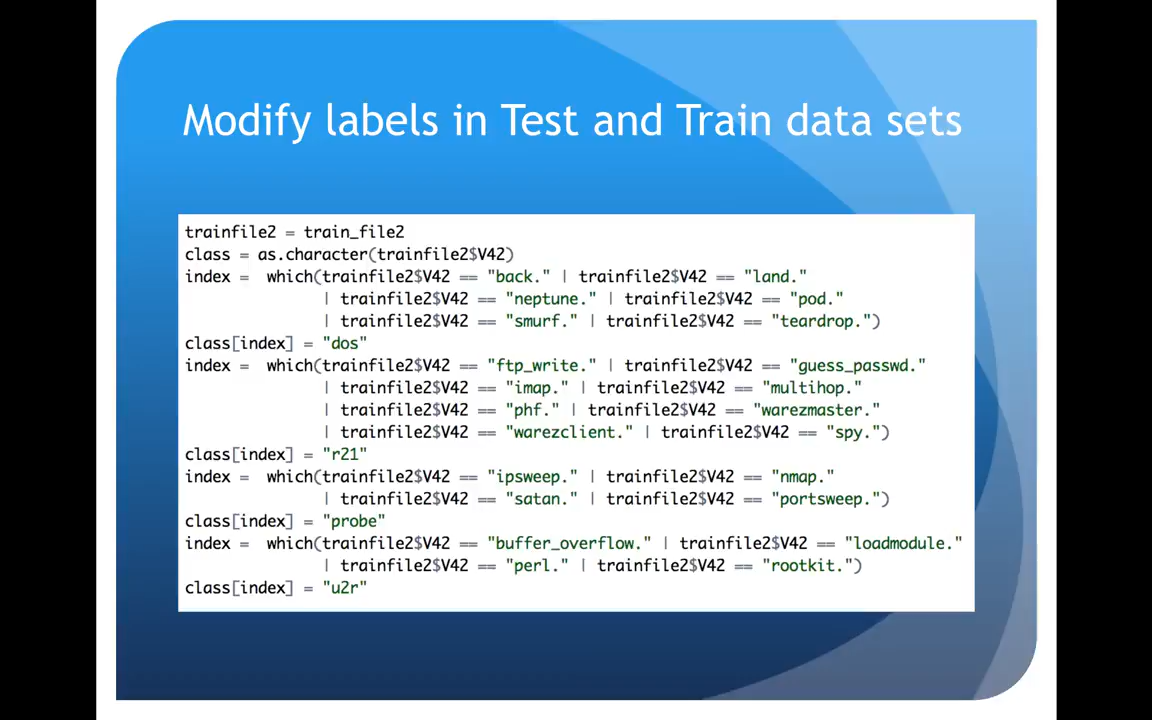 Modify labels in Test and Train data sets
trainfile2 = train_file2
class = as.character(trainfile2$V42)
index =  which(trainfile2$V42 == "back." | trainfile2$V42 == "land."
| trainfile2$V42 == "neptune." | trainfile2$V42 == "pod."
| trainfile2$V42 == "smurf." | trainfile2$V42 == "teardrop.")
class[index] = "dos"
index =  which(trainfile2$V42 == "ftp_write." | trainfile2$V42 == "guess_passwd."
| trainfile2$V42 == "imap." | trainfile2$V42 == "multihop."
| trainfile2$V42 == "phf." | trainfile2$V42 == "warezmaster."
| trainfile2$V42 == "warezclient." | trainfile2$V42 == "spy.")
class[index] = "r21"
index =  which(trainfile2$V42 == "ipsweep." | trainfile2$V42 == "nmap."
| trainfile2$V42 == "satan." | trainfile2$V42 == "portsweep.")
class[index] = "probe"
index =  which(trainfile2$V42 == "buffer_overflow." | trainfile2$V42 == "loadmodule."
| trainfile2$V42 == "perl." | trainfile2$V42 == "rootkit.")
class[index] = "u2r"